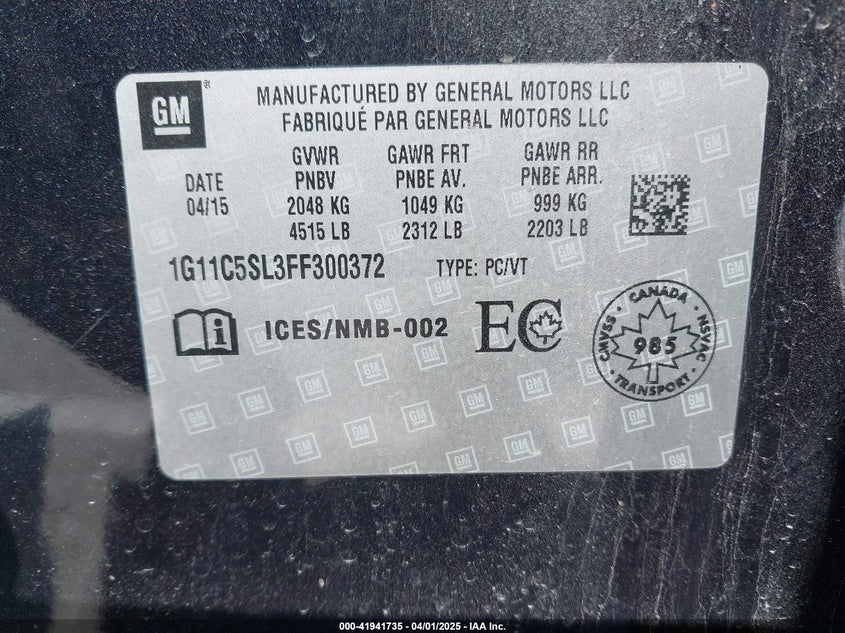 GM ®
MANUFACTURED BY GENERAL MOTORS LLC
FABRIQUÉ PAR GENERAL MOTORS LLC
GVWR GAWR FRT GAWR RR
DATE PNBV PNBE AV. PNBE ARR.
04/15 2048 KG 1049 KG 999 KG
4515 LB 2312 LB 2203 LB
1G11C5SL3FF300372 TYPE: PC/VT
i ICES/NMB-002 EC
CANADA
CMVSS 985 NSVAC
TRANSPORT
000-41941735 - 04/01/2025 - IAA Inc.